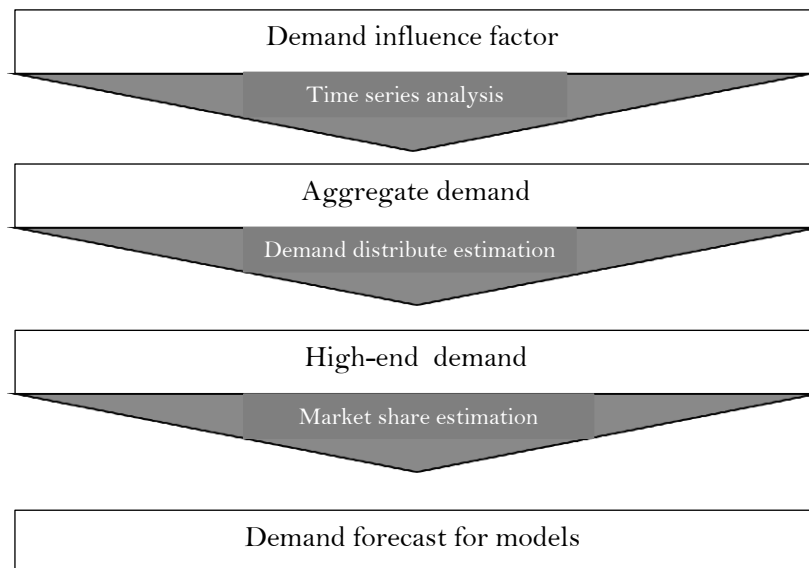 Demand influence factor
Time series analysis
Aggregate demand
Demand distribute estimation
High-end demand
Market share estimation
Demand forecast for models